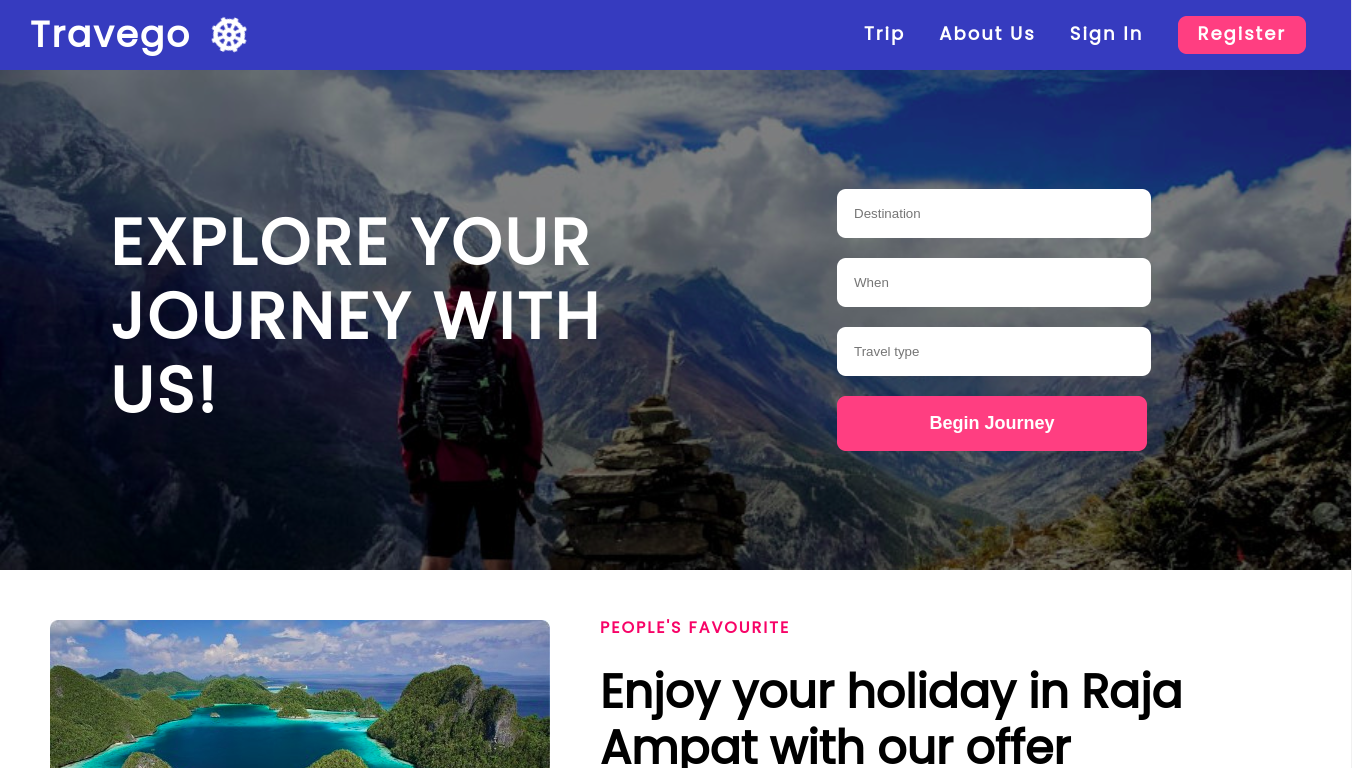 Travego
Trip
About Us
Sign In
Register
EXPLORE YOUR
JOURNEY WITH
US!
Destination
When
Travel type
Begin Journey
PEOPLE'S FAVOURITE
Enjoy your holiday in Raja
Ampat with our offer